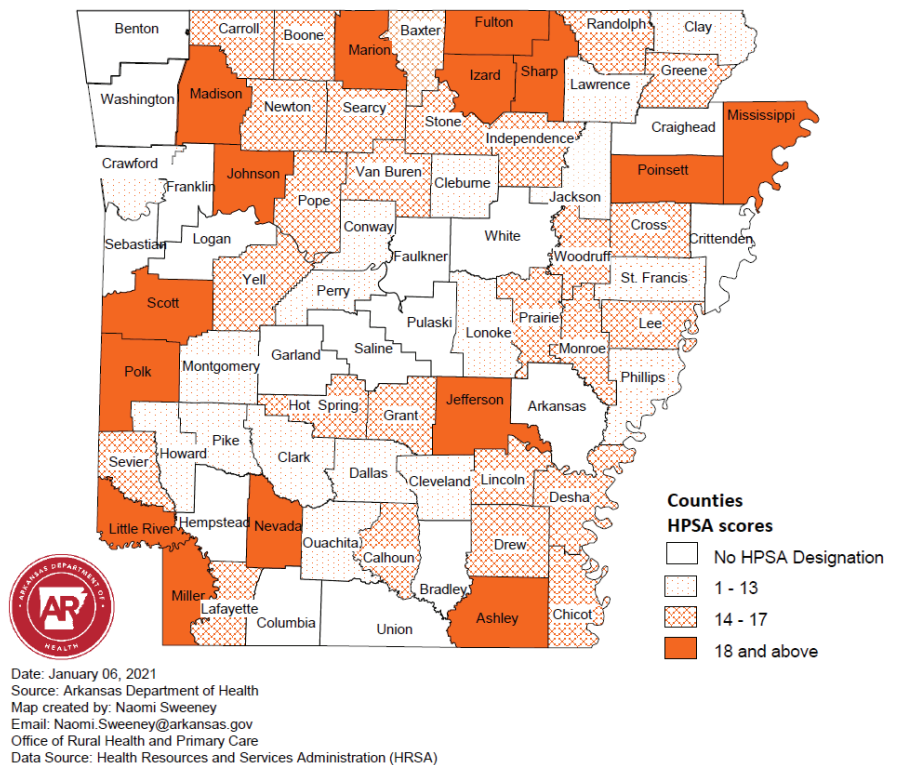 Benton
Carroll
Boone
Marion
Baxter
Fulton
Randolph
Clay
Washington
Madison
Newton
Searcy
Stone
Izard
Sharp
Lawrence
Greene
Independence
Craighead
Mississippi
Crawford
Franklin
Johnson
Pope
Van Buren
Cleburne
Jackson
Poinsett
Sebastian
Logan
Conway
Faulkner
White
Woodruff
Cross
Crittenden
Scott
Yell
Perry
Pulaski
Lonoke
Prairie
St. Francis
Lee
Monroe
Polk
Montgomery
Garland
Saline
Phillips
Hot Spring
Grant
Jefferson
Arkansas
Sevier
Howard
Pike
Clark
Dallas
Cleveland
Lincoln
Desha
Little River
Hempstead
Nevada
Ouachita
Calhoun
Bradley
Drew
Miller
Lafayette
Columbia
Union
Ashley
Chicot
Counties
HPSA scores
No HPSA Designation
1 - 13
14 - 17
18 and above
ARKANSAS DEPARTMENT OF
AR
HEALTH
Date: January 06, 2021
Source: Arkansas Department of Health
Map created by: Naomi Sweeney
Email: Naomi.Sweeney@arkansas.gov
Office of Rural Health and Primary Care
Data Source: Health Resources and Services Administration (HRSA)